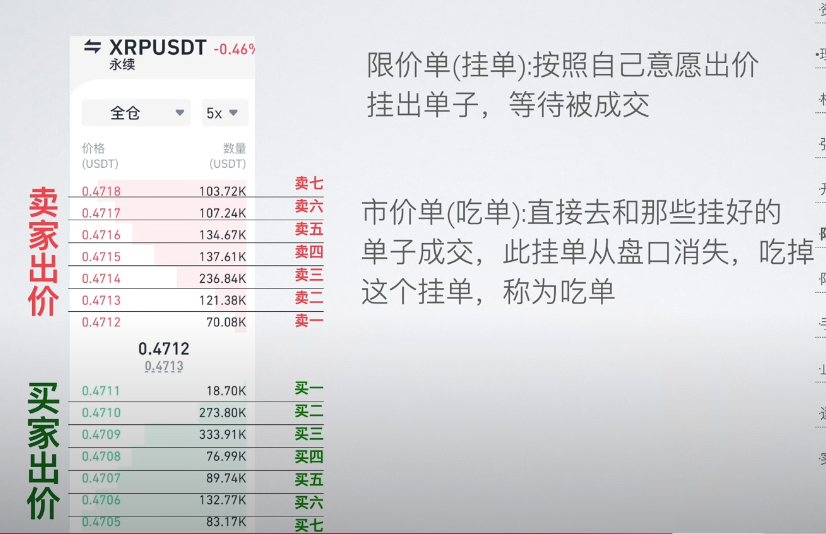 XRPUSDT -0.46%
永续
全仓 5x
价格 数量
(USDT) (USDT)
卖家出价
0.4718 103.72K 卖七
0.4717 107.24K 卖六
0.4716 134.67K 卖五
0.4715 137.61K 卖四
0.4714 236.84K 卖三
0.4713 121.38K 卖二
0.4712 70.08K 卖一
0.4712
0.4713
买家出价
0.4711 18.70K 买一
0.4710 273.80K 买二
0.4709 333.91K 买三
0.4708 76.99K 买四
0.4707 89.74K 买五
0.4706 132.77K 买六
0.4705 83.17K 买七
限价单(挂单):按照自己意愿出价
挂出单子，等待被成交
市价单(吃单):直接去和那些挂好的
单子成交，此挂单从盘口消失，吃掉
这个挂单，称为吃单